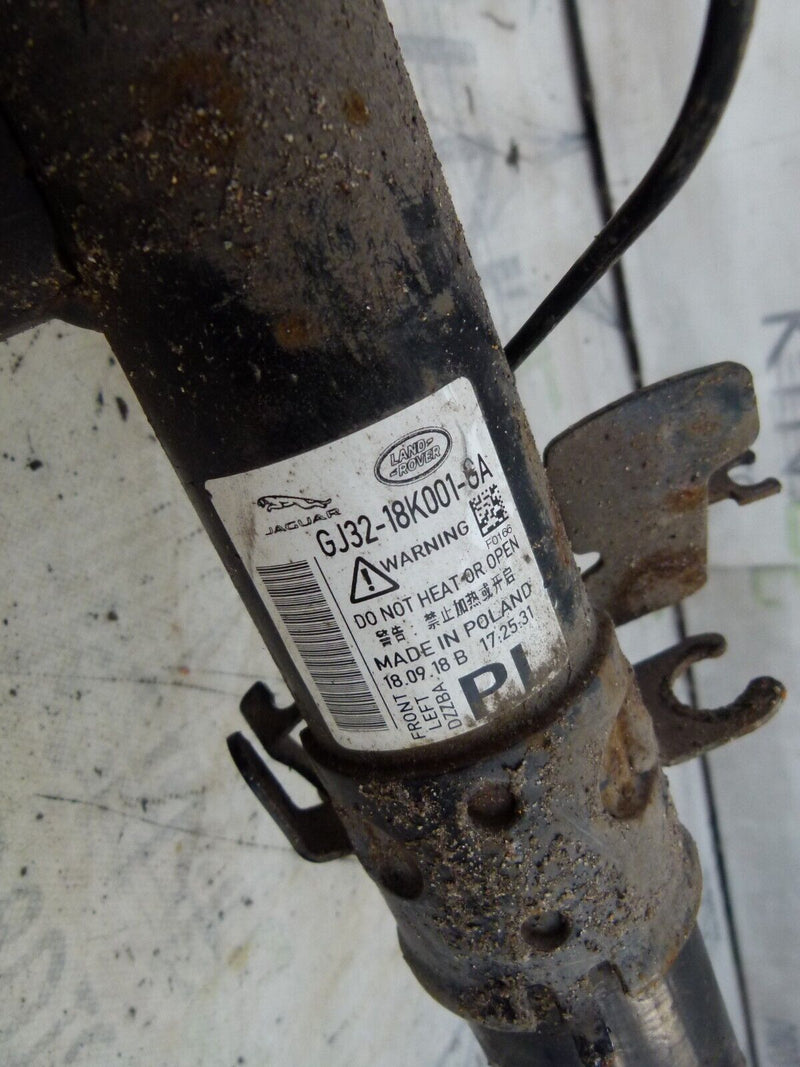 LAND
ROVER
JAGUAR
GJ32-18K001-GA
F0166
WARNING
DO NOT HEAT OR OPEN
警告 . 禁止加热或开启
MADE IN POLAND
18.09.18 B 17:25:31
FRONT
LEFT
DZZBA